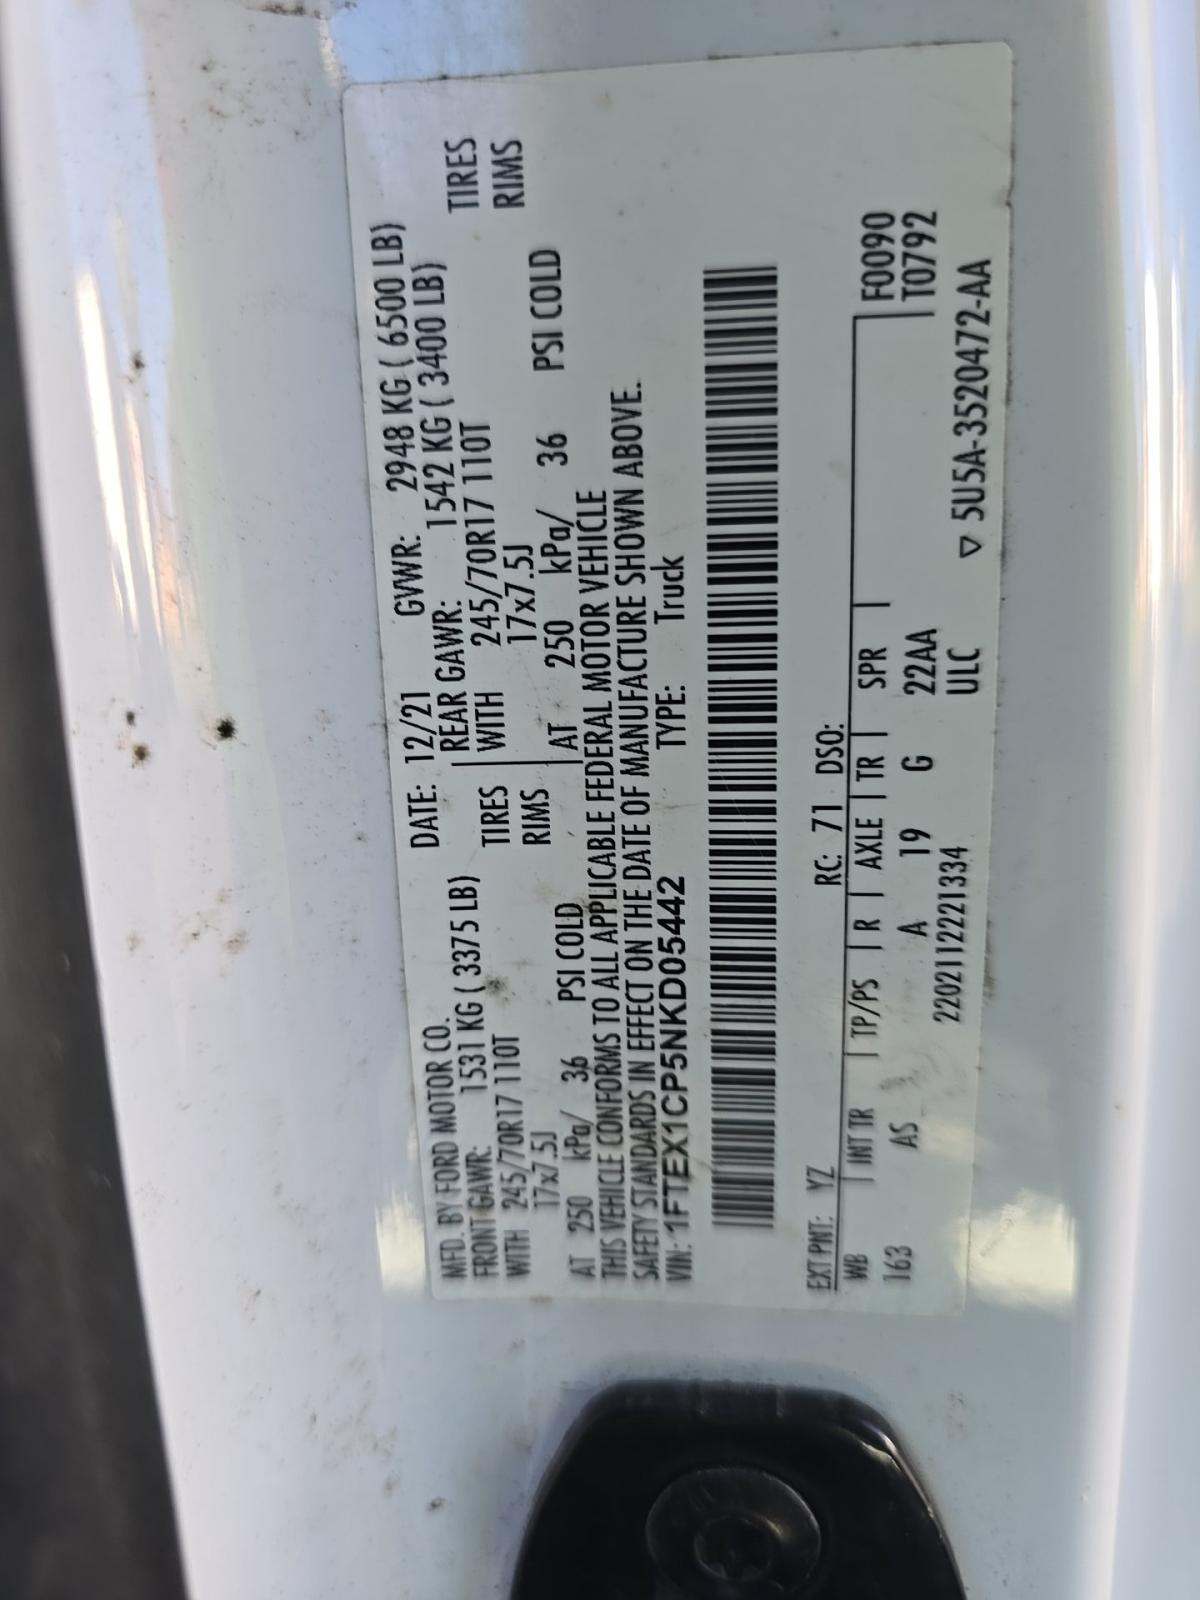 MFD. BY FORD MOTOR CO. DATE: 12/21 GVWR: 2948 KG ( 6500 LB)
FRONT GAWR: 1531 KG ( 3375 LB) REAR GAWR: 1542 KG ( 3400 LB)
WITH 245/70R17 110T TIRES WITH 245/70R17 110T TIRES
17x7.5J RIMS 17x7.5J RIMS
AT 250 kPa/ 36 PSI COLD AT 250 kPa/ 36 PSI COLD
THIS VEHICLE CONFORMS TO ALL APPLICABLE FEDERAL MOTOR VEHICLE
SAFETY STANDARDS IN EFFECT ON THE DATE OF MANUFACTURE SHOWN ABOVE.
VIN: 1FTEX1CP5NKD05442 TYPE: Truck
EXT PNT: YZ RC: 71 DSO:
WB INT TR TP/PS R AXLE TR SPR F0090
163 AS A 19 G 22AA T0792
ULC
2202112221334 ▽ 5U5A-3520472-AA